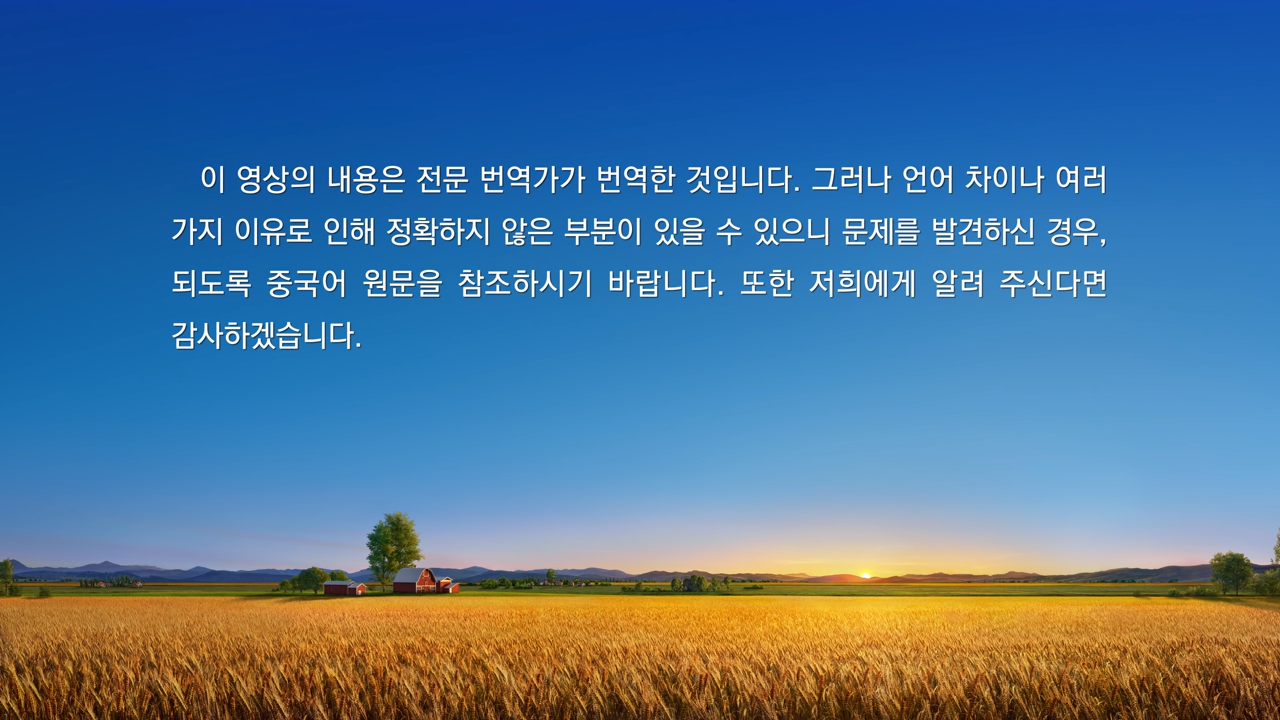 이 영상의 내용은 전문 번역가가 번역한 것입니다. 그러나 언어 차이나 여러
가지 이유로 인해 정확하지 않은 부분이 있을 수 있으니 문제를 발견하신 경우,
되도록 중국어 원문을 참조하시기 바랍니다. 또한 저희에게 알려 주신다면
감사하겠습니다.